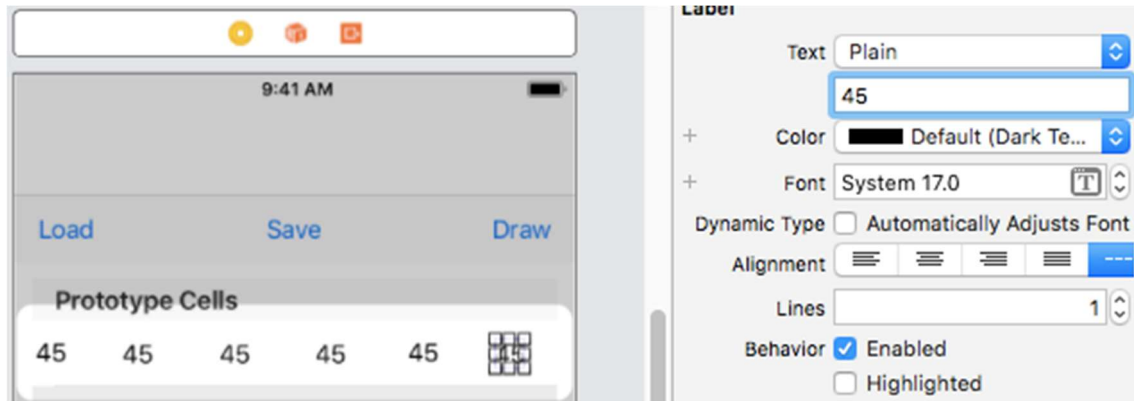 9:41 AM
Load Save Draw
Prototype Cells
45 45 45 45 45 45
Label
Text Plain
45
Color Default (Dark Te...
Font System 17.0 T
Dynamic Type Automatically Adjusts Font
Alignment
Lines 1
Behavior Enabled
Highlighted